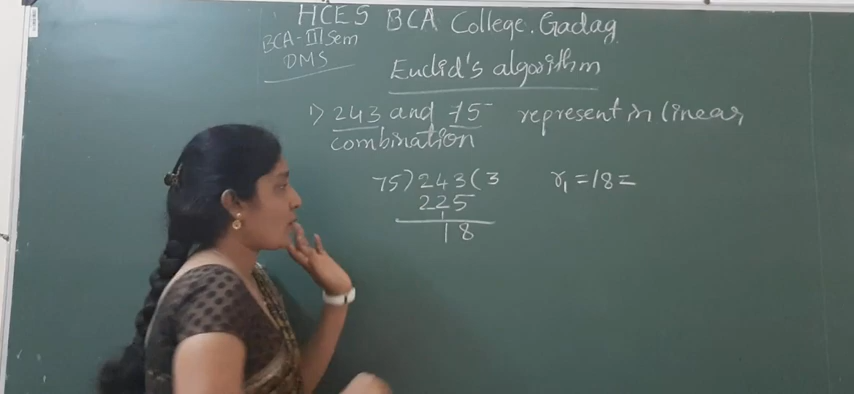 HCES BCA College. Gadag
BCA-III Sem
DMS
Euclid's algorithm
1) 243 and 75 represent in linear
combination
75) 243 ( 3
225
18
r₁ = 18 =